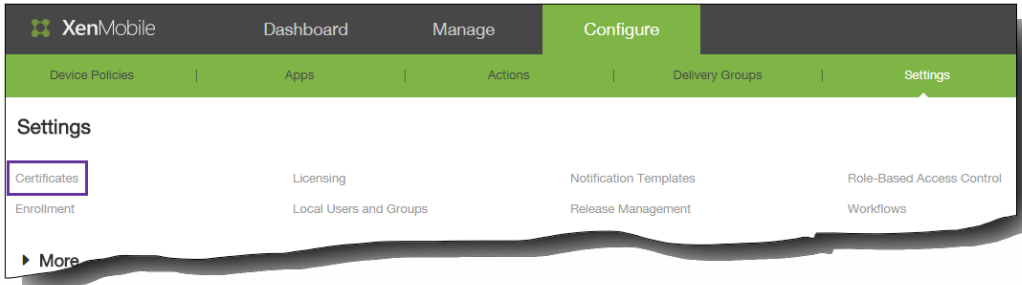 XenMobile Dashboard Manage Configure
Device Policies | Apps | Actions | Delivery Groups | Settings
Settings
Certificates Licensing Notification Templates Role-Based Access Control
Enrollment Local Users and Groups Release Management Workflows
More